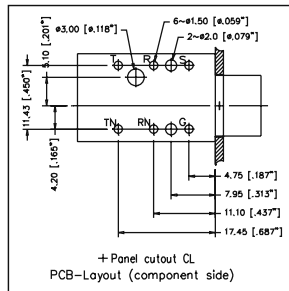 ø3,00 [ø,118"]
6~ø1.50 [ø.059"]
2~ø2.0 [ø,079"]
T
R
S
5.10 [.201"]
11,43 [.450"]
4.20 [.165"]
TN
RN
G
4.75 [.187"]
7.95 [.313"]
11.10 [.437"]
17.45 [.687"]
+ Panel cutout CL
PCB-Layout (component side)